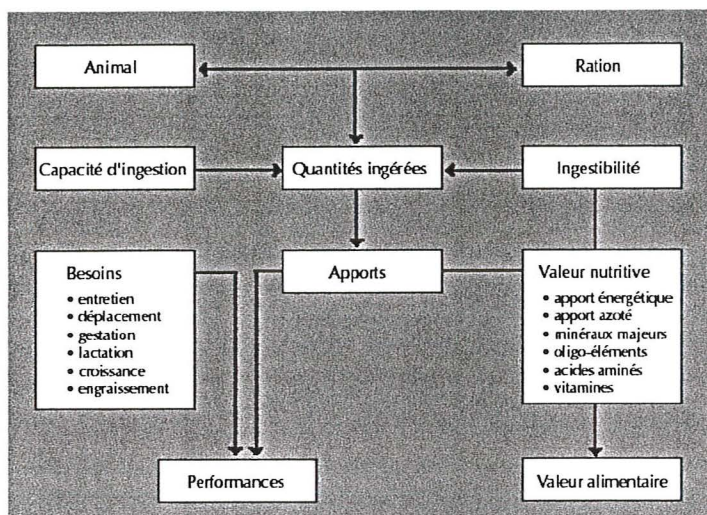 Animal
Ration
Capacité d'ingestion
Quantités ingérées
Ingestibilité
Besoins
• entretien
• déplacement
• gestation
• lactation
• croissance
• engraissement
Apports
Valeur nutritive
• apport énergétique
• apport azoté
• minéraux majeurs
• oligo-éléments
• acides aminés
• vitamines
Performances
Valeur alimentaire